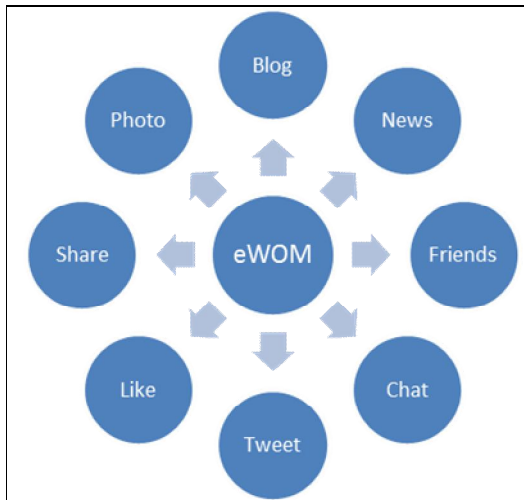 Blog
Photo
News
Share
eWOM
Friends
Like
Chat
Tweet